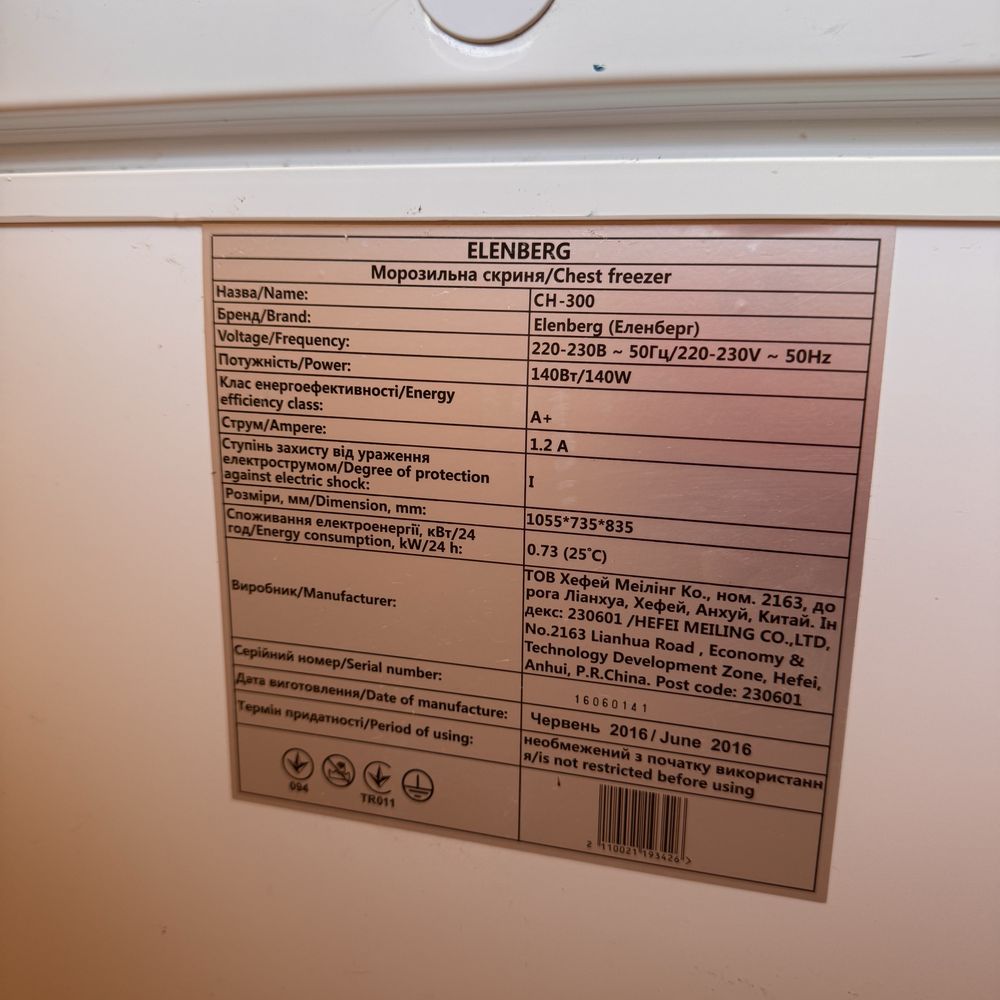 ELENBERG
Морозильна скриня/Chest freezer
Назва/Name:
CH-300
Бренд/Brand:
Elenberg (Еленберг)
Voltage/Frequency:
220-230В ~ 50Гц/220-230V ~ 50Hz
Потужність/Power:
140Вт/140W
Клас енергоефективності/Energy
efficiency class:
A+
Струм/Ampere:
1.2 A
Ступінь захисту від ураження
електрострумом/Degree of protection
against electric shock:
I
Розміри, мм/Dimension, mm:
1055*735*835
Споживання електроенергії, кВт/24
год/Energy consumption, kW/24 h:
0.73 (25°C)
Виробник/Manufacturer:
ТОВ Хефей Мейлінг Ко., ном. 2163, до
рога Ліанхуа, Хефей, Анхуй, Китай. Ін
декс: 230601 /HEFEI MEILING CO.,LTD,
No.2163 Lianhua Road , Economy &
Technology Development Zone, Hefei,
Anhui, P.R.China. Post code: 230601
Серійний номер/Serial number:
16060141
Дата виготовлення/Date of manufacture:
Червень 2016/ June 2016
Термін придатності/Period of using:
необмежений з початку використанн
я/is not restricted before using
094
TR011
2 110021 193426 >